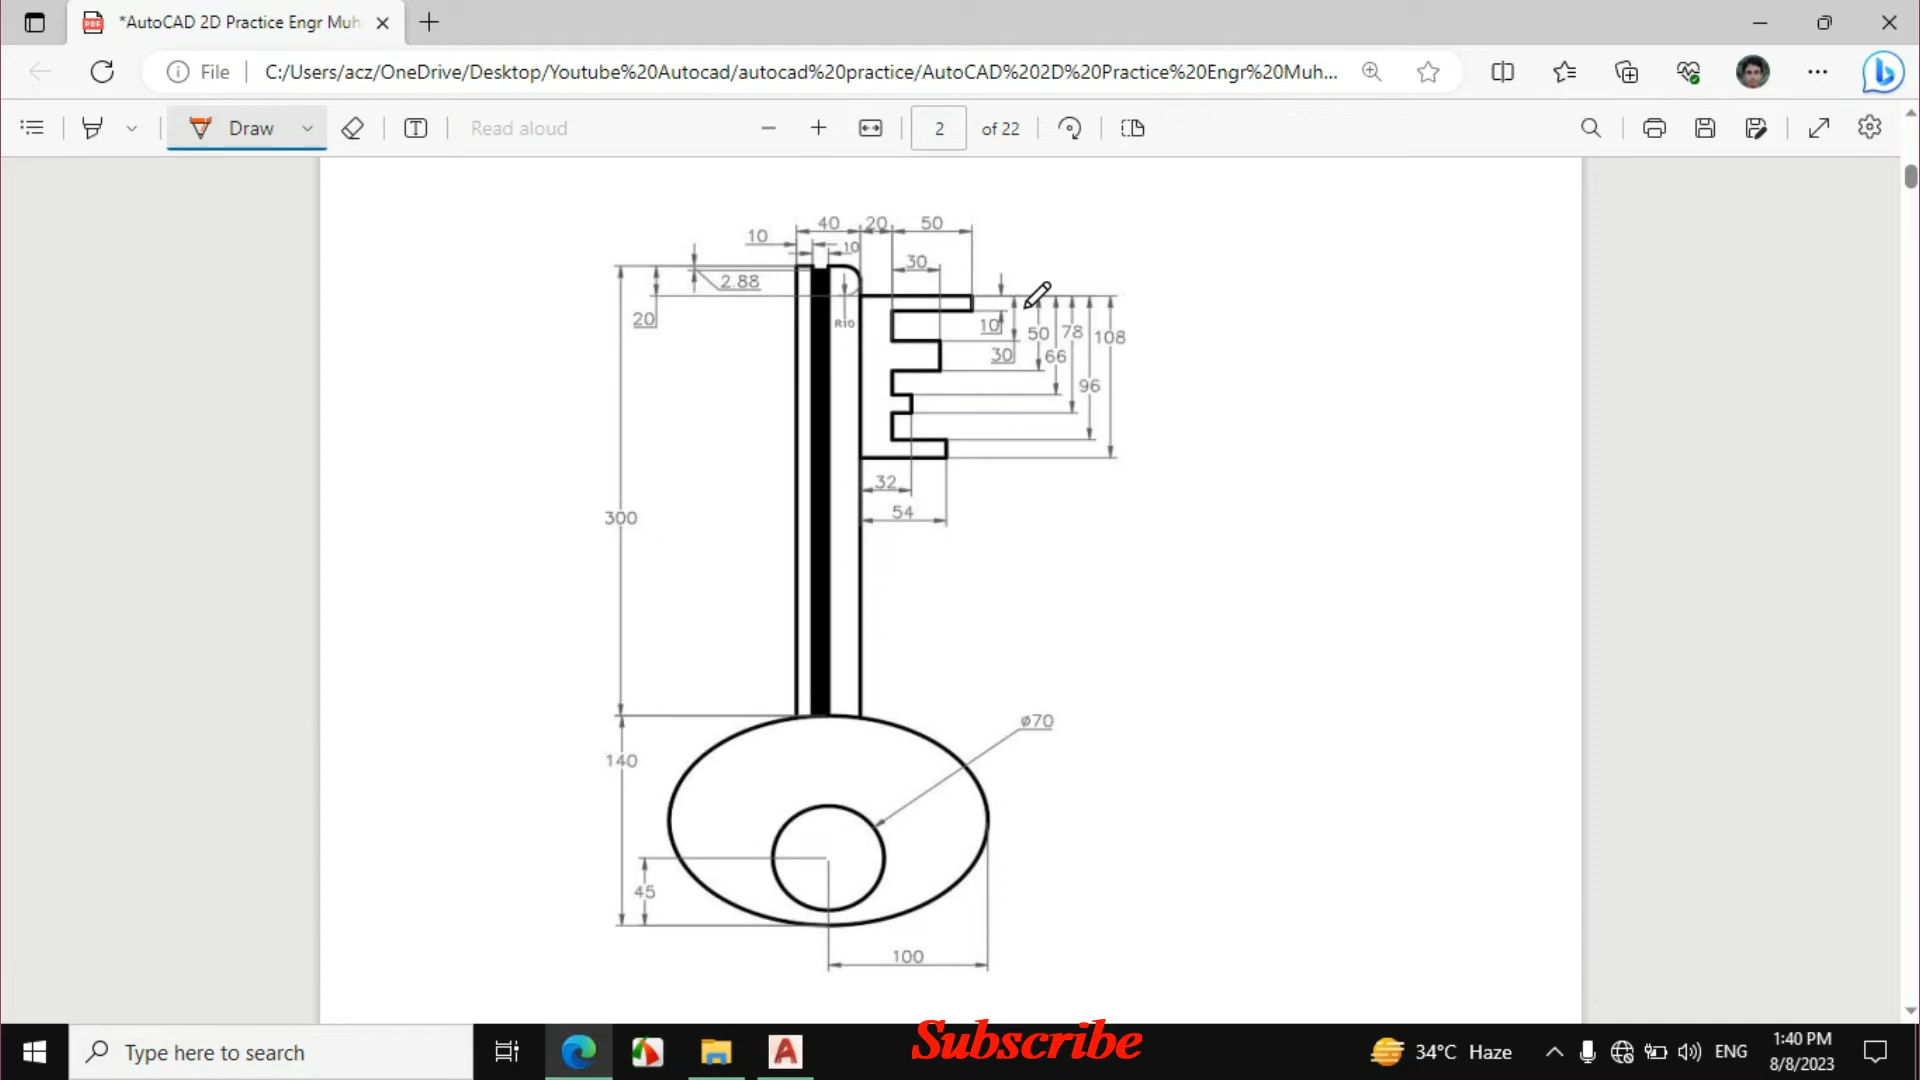 *AutoCAD 2D Practice Engr Muh
File
C:/Users/acz/OneDrive/Desktop/Youtube%20Autocad/autocad%20practice/AutoCAD%202D%20Practice%20Engr%20Muh...
Draw
Read aloud
2 of 22
40 20 50
10 10
30
2.88
20
R10
10
50 78 108
30 66
96
32
54
300
ø70
140
45
100
Subscribe
Type here to search
34°C Haze
ENG
1:40 PM
8/8/2023